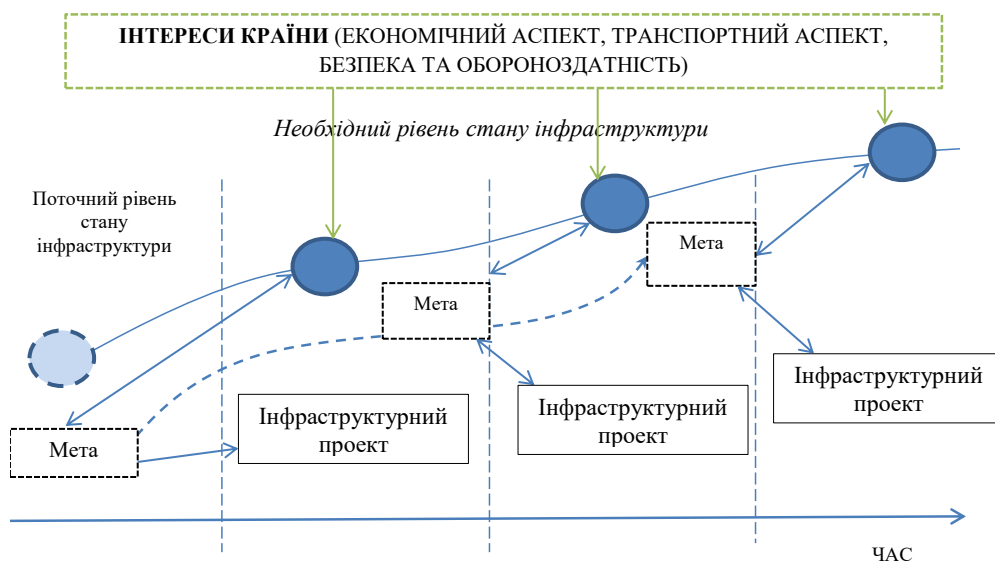 ІНТЕРЕСИ КРАЇНИ (ЕКОНОМІЧНИЙ АСПЕКТ, ТРАНСПОРТНИЙ АСПЕКТ,
БЕЗПЕКА ТА ОБОРОНОЗДАТНІСТЬ)
Необхідний рівень стану інфраструктури
Поточний рівень
стану
інфраструктури
Мета
Мета
Мета
Інфраструктурний
проект
Інфраструктурний
проект
Інфраструктурний
проект
ЧАС